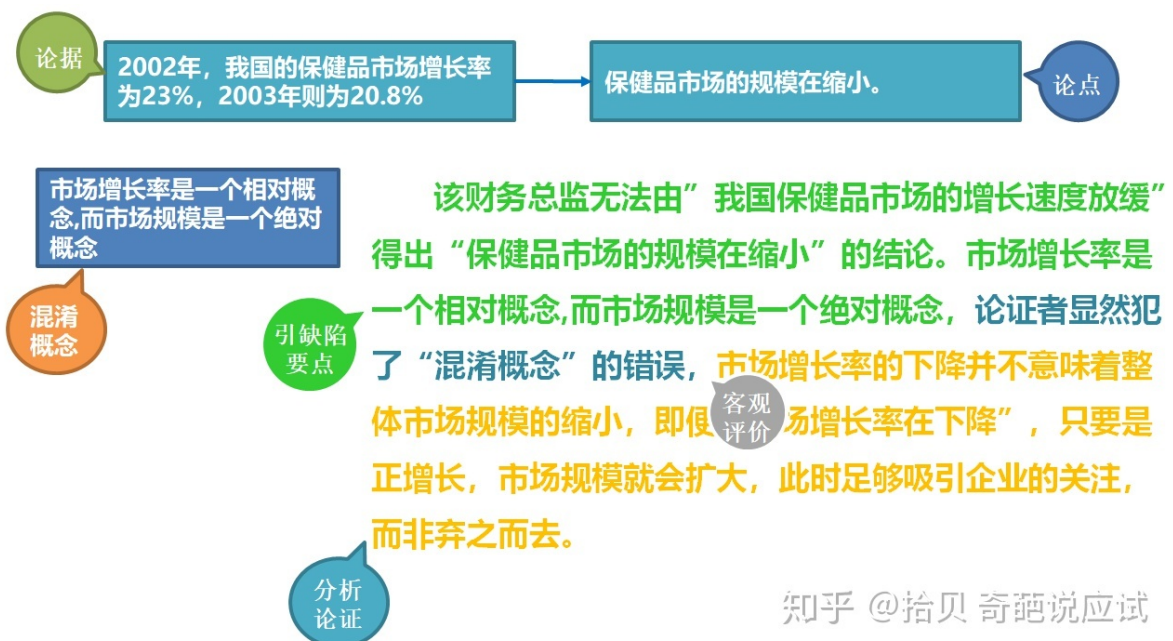 论据
2002年，我国的保健品市场增长率
为23%，2003年则为20.8%
保健品市场的规模在缩小。
论点
市场增长率是一个相对概
念,而市场规模是一个绝对
概念
混淆
概念
该财务总监无法由”我国保健品市场的增长速度放缓”
得出“保健品市场的规模在缩小”的结论。市场增长率是
一个相对概念,而市场规模是一个绝对概念，论证者显然犯
了“混淆概念”的错误，市场增长率的下降并不意味着整
体市场规模的缩小，即便 场增长率在下降”，只要是
正增长，市场规模就会扩大，此时足够吸引企业的关注，
而非弃之而去。
引缺陷
要点
客观
评价
分析
论证
知乎 @拾贝 奇葩说应试